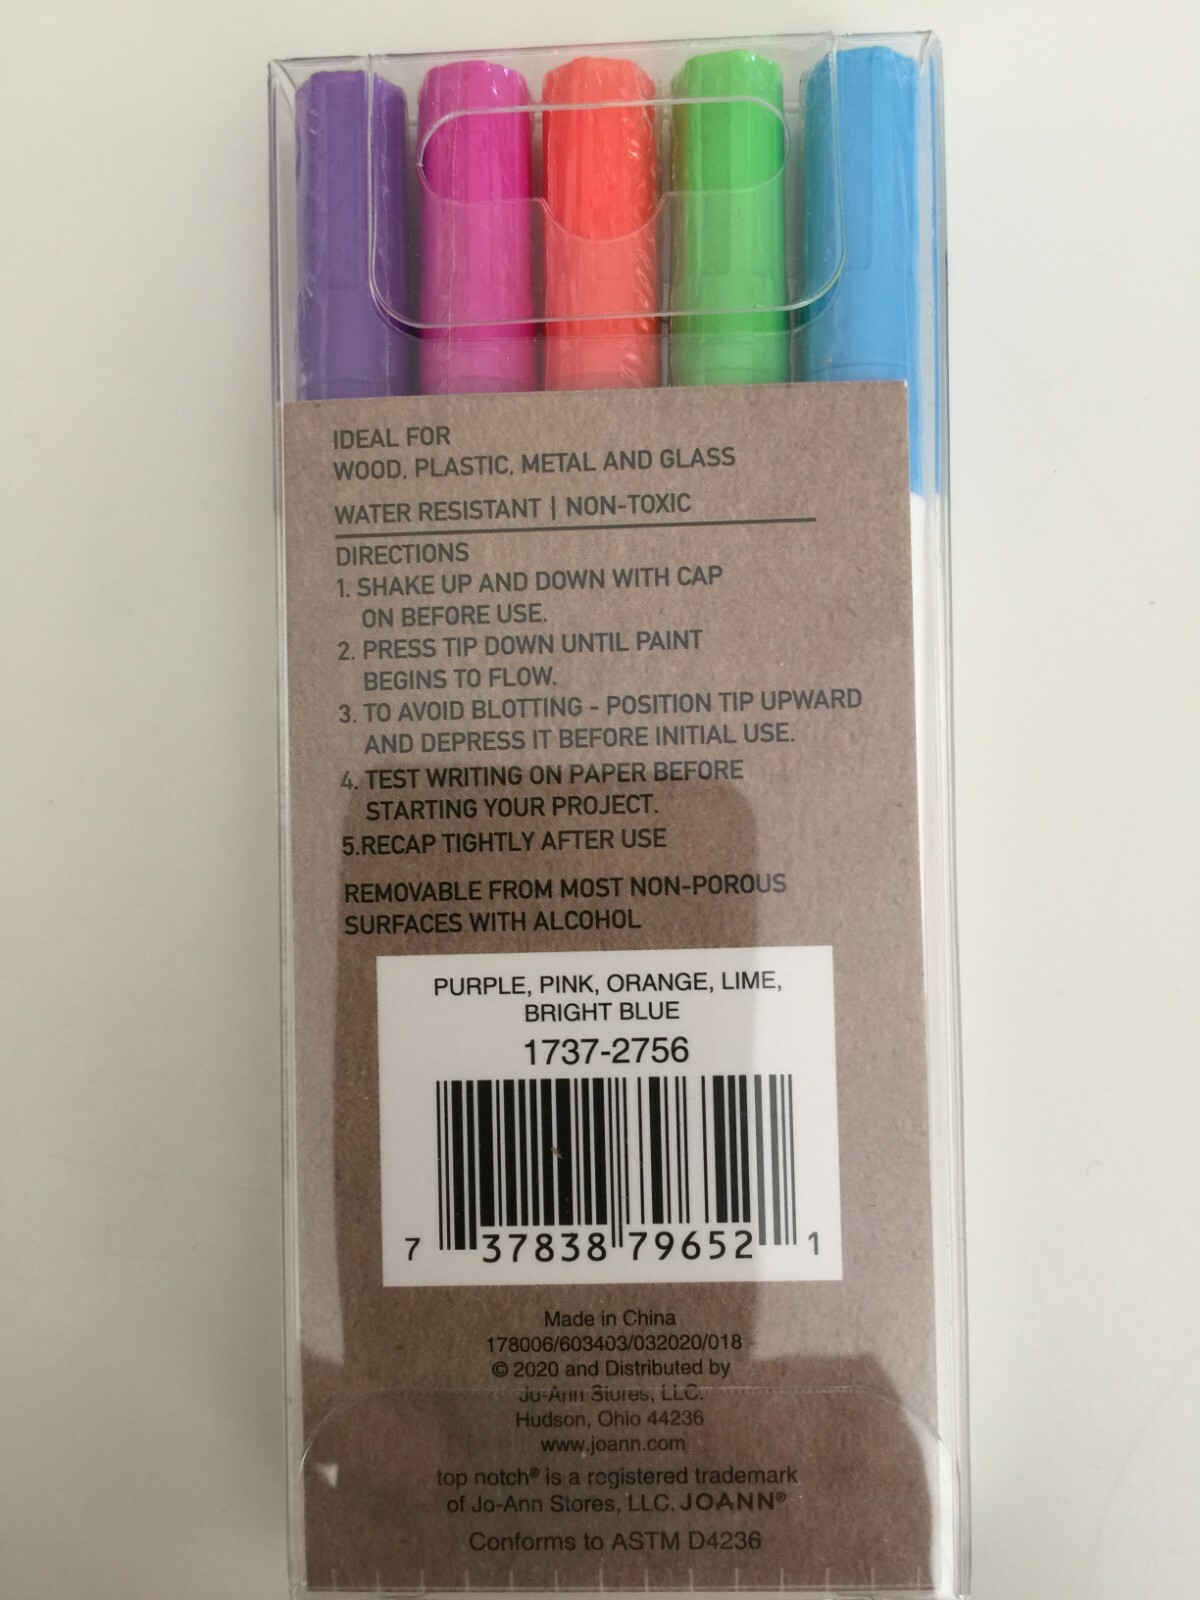 IDEAL FOR
WOOD, PLASTIC, METAL AND GLASS
WATER RESISTANT | NON-TOXIC
DIRECTIONS
1. SHAKE UP AND DOWN WITH CAP
ON BEFORE USE.
2. PRESS TIP DOWN UNTIL PAINT
BEGINS TO FLOW.
3. TO AVOID BLOTTING - POSITION TIP UPWARD
AND DEPRESS IT BEFORE INITIAL USE.
4. TEST WRITING ON PAPER BEFORE
STARTING YOUR PROJECT.
5.RECAP TIGHTLY AFTER USE
REMOVABLE FROM MOST NON-POROUS
SURFACES WITH ALCOHOL
PURPLE, PINK, ORANGE, LIME,
BRIGHT BLUE
1737-2756
7 37838 79652 1
Made in China
178006/603403/032020/018
© 2020 and Distributed by
Jo-Ann Stores, LLC.
Hudson, Ohio 44236
www.joann.com
top notch® is a registered trademark
of Jo-Ann Stores, LLC. JOANN®
Conforms to ASTM D4236